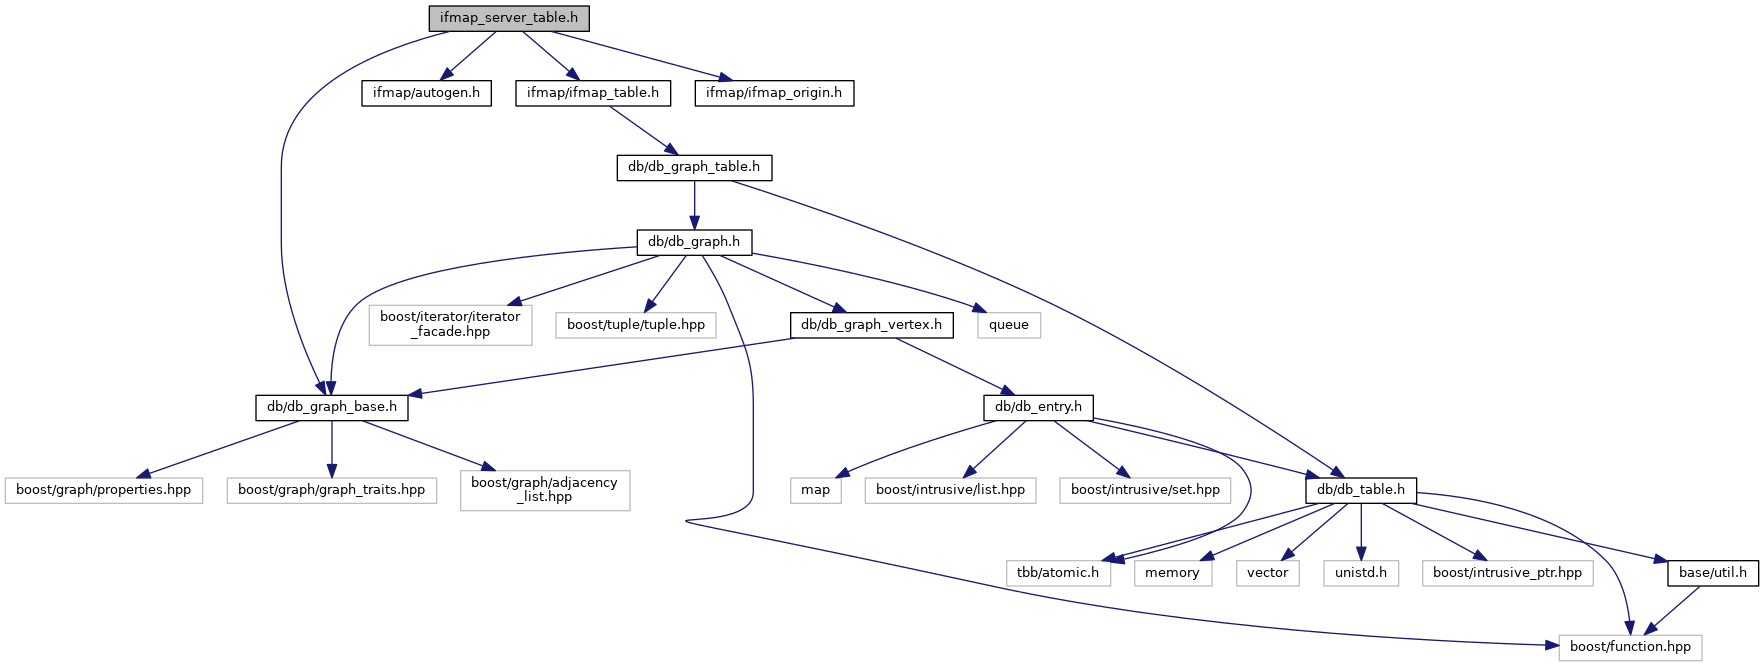 ifmap_server_table.h
ifmap/autogen.h
ifmap/ifmap_table.h
ifmap/ifmap_origin.h
db/db_graph_table.h
db/db_graph.h
boost/iterator/iterator
_facade.hpp
boost/tuple/tuple.hpp
db/db_graph_vertex.h
queue
db/db_graph_base.h
db/db_entry.h
boost/graph/properties.hpp
boost/graph/graph_traits.hpp
boost/graph/adjacency
_list.hpp
map
boost/intrusive/list.hpp
boost/intrusive/set.hpp
db/db_table.h
tbb/atomic.h
memory
vector
unistd.h
boost/intrusive_ptr.hpp
base/util.h
boost/function.hpp